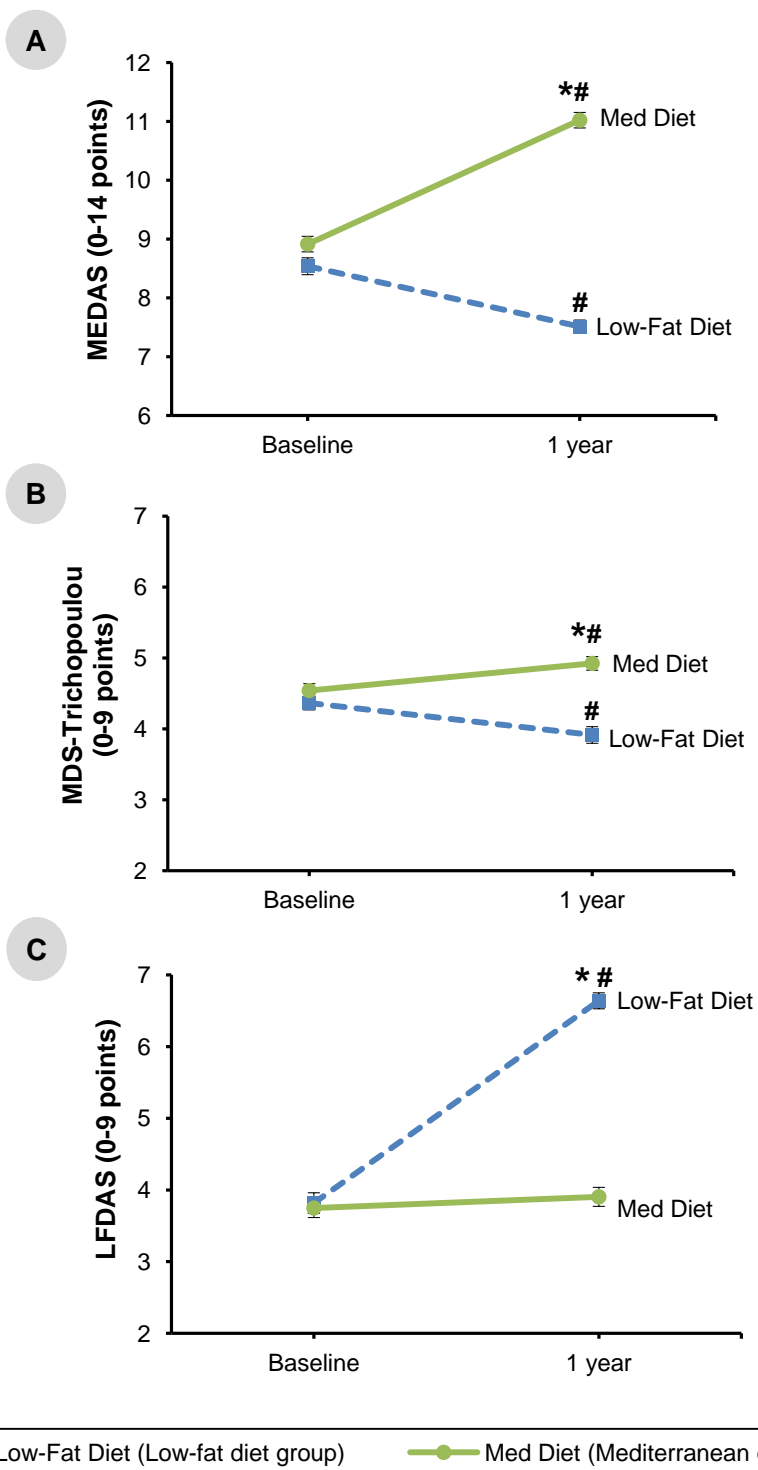 A
MEDAS (0-14 points)
12
11
10
9
8
7
6
*#
Med Diet
#
Low-Fat Diet
Baseline
1 year
B
MDS-Trichopoulou
(0-9 points)
7
6
5
4
3
2
*#
Med Diet
#
Low-Fat Diet
Baseline
1 year
C
LFDAS (0-9 points)
7
6
5
4
3
2
* #
Low-Fat Diet
Med Diet
Baseline
1 year
Low-Fat Diet (Low-fat diet group)
Med Diet (Mediterranean